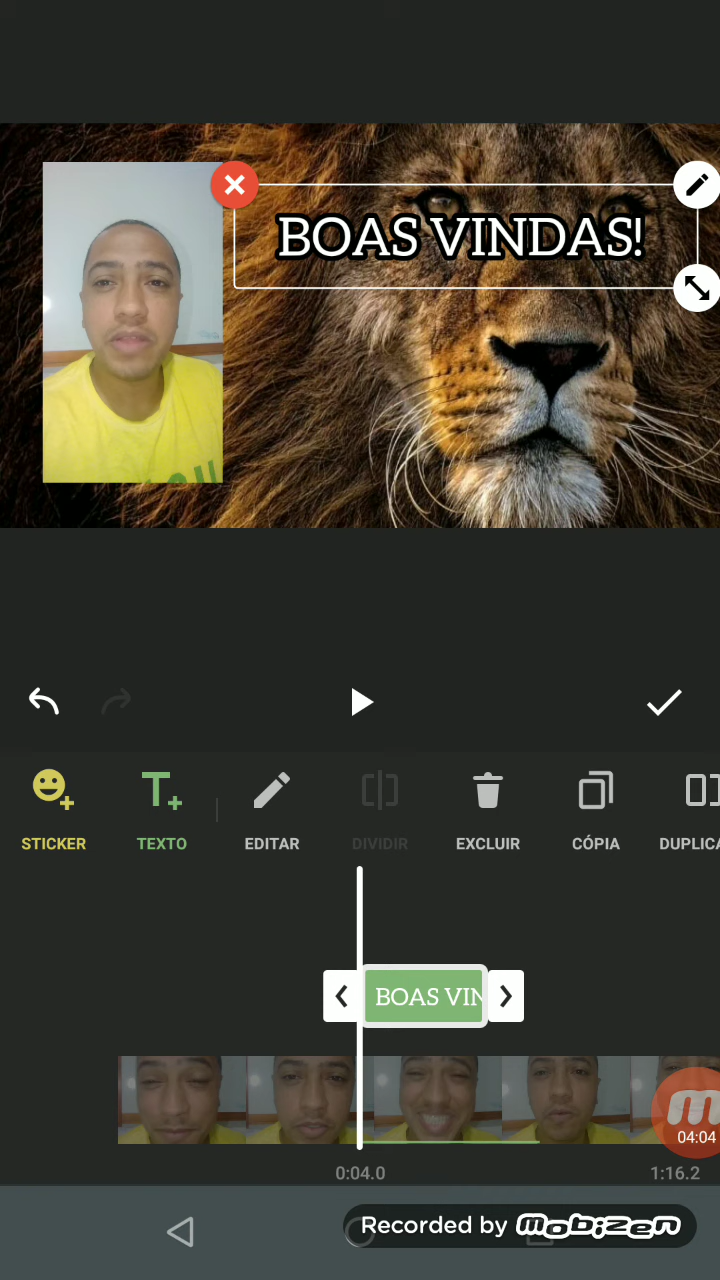 BOAS VINDAS!
STICKER
TEXTO
EDITAR
DIVIDIR
EXCLUIR
CÓPIA
DUPLICA
BOAS VIN
04:04
0:04.0
1:16.2
Recorded by mobizen